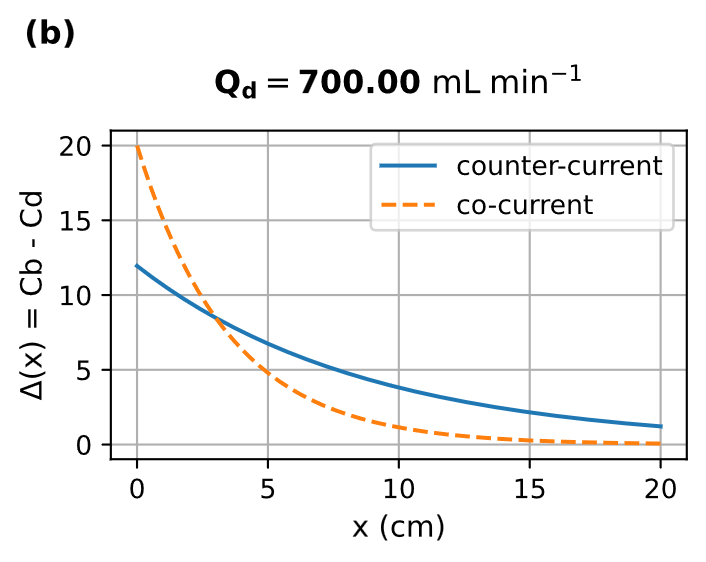 (b)
Q_d = 700.00 mL min⁻¹
20
15
10
5
0
Δ(x) = Cb - Cd
counter-current
co-current
0 5 10 15 20
x (cm)